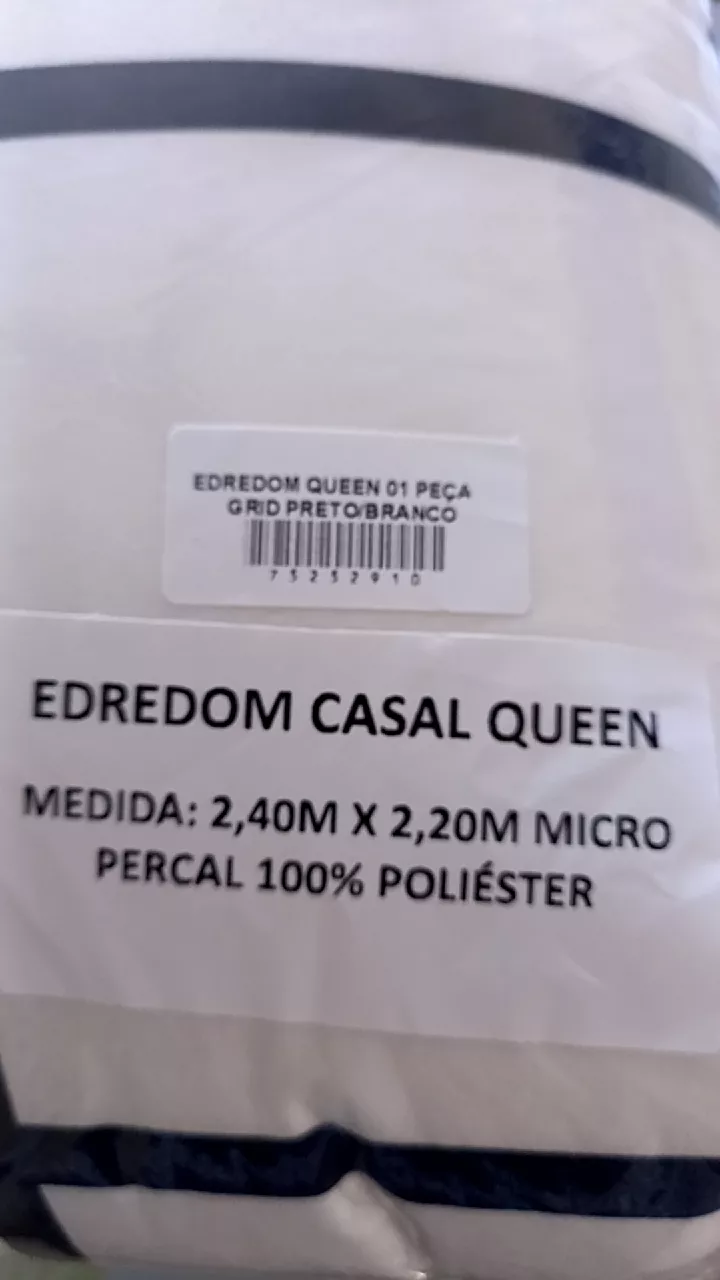 EDREDOM QUEEN 01 PEÇA
GRID PRETO/BRANCO
75252910
EDREDOM CASAL QUEEN
MEDIDA: 2,40M X 2,20M MICRO
PERCAL 100% POLIÉSTER